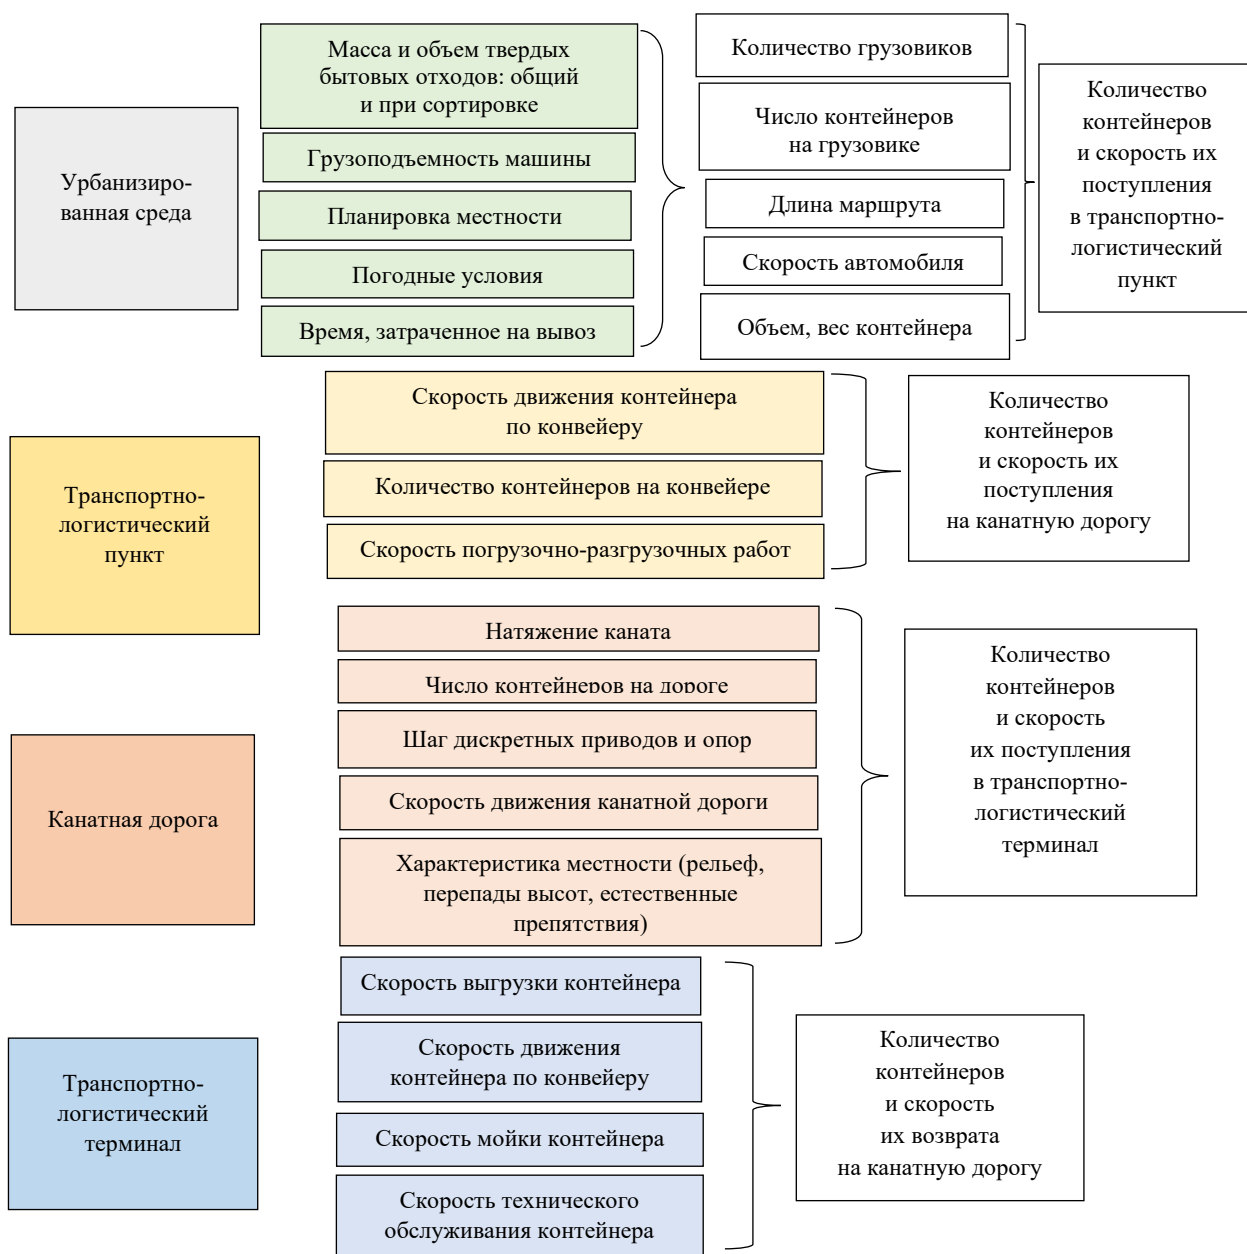 Урбанизиро-
ванная среда
Масса и объем твердых
бытовых отходов: общий
и при сортировке
Грузоподъемность машины
Планировка местности
Погодные условия
Время, затраченное на вывоз
Количество грузовиков
Число контейнеров
на грузовике
Длина маршрута
Скорость автомобиля
Объем, вес контейнера
Количество
контейнеров
и скорость их
поступления
в транспортно-
логистический
пункт
Транспортно-
логистический
пункт
Скорость движения контейнера
по конвейеру
Количество контейнеров на конвейере
Скорость погрузочно-разгрузочных работ
Количество
контейнеров
и скорость их
поступления
на канатную дорогу
Канатная дорога
Натяжение каната
Число контейнеров на дороге
Шаг дискретных приводов и опор
Скорость движения канатной дороги
Характеристика местности (рельеф,
перепады высот, естественные
препятствия)
Количество
контейнеров
и скорость
их поступления
в транспортно-
логистический
терминал
Транспортно-
логистический
терминал
Скорость выгрузки контейнера
Скорость движения
контейнера по конвейеру
Скорость мойки контейнера
Скорость технического
обслуживания контейнера
Количество
контейнеров
и скорость
их возврата
на канатную дорогу